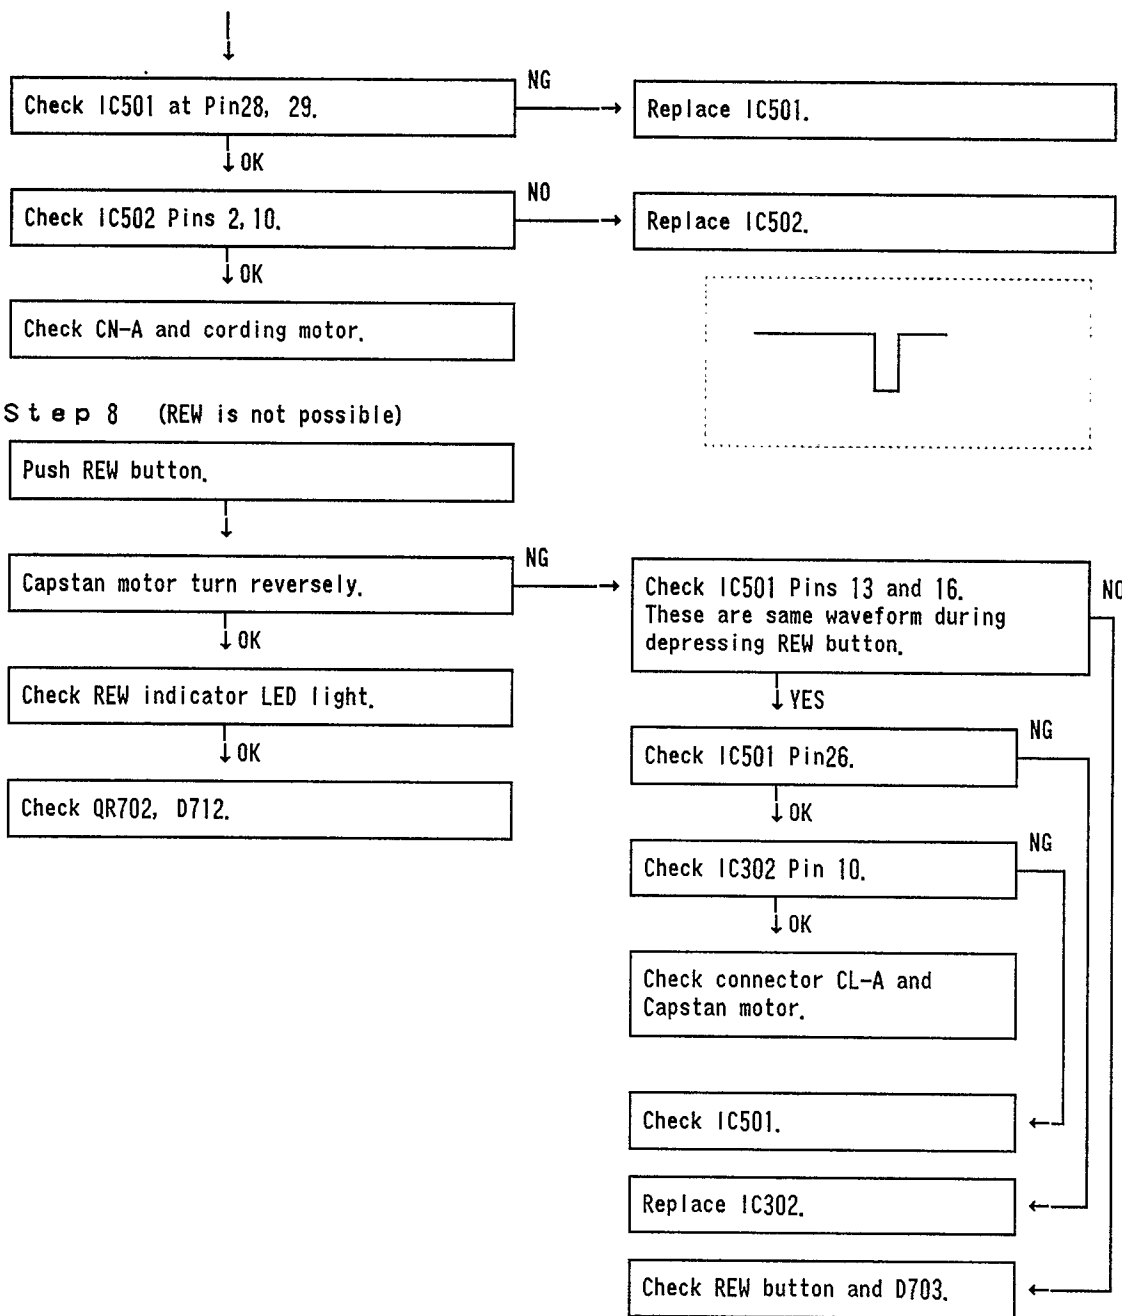 NG
Check IC501 at Pin28, 29.
Replace IC501.
OK
NO
Check IC502 Pins 2,10.
Replace IC502.
OK
Check CN-A and cording motor.
Step 8 (REW is not possible)
Push REW button.
NG
Capstan motor turn reversely.
OK
Check REW indicator LED light.
OK
Check QR702, D712.
Check IC501 Pins 13 and 16.
These are same waveform during
depressing REW button.
NO
YES
NG
Check IC501 Pin26.
OK
NG
Check IC302 Pin 10.
OK
Check connector CL-A and
Capstan motor.
Check IC501.
Replace IC302.
Check REW button and D703.